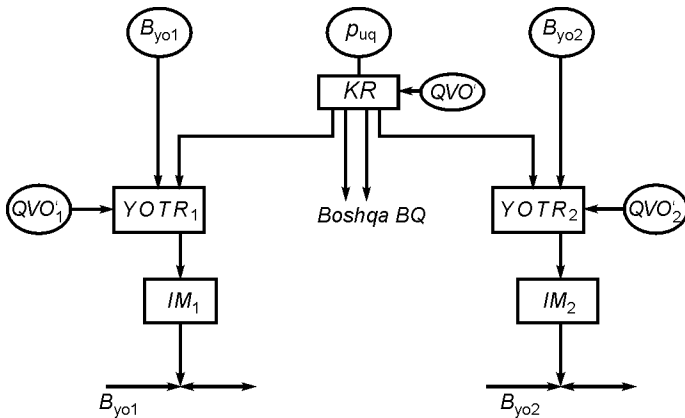 B_yo1
p_uq
B_yo2
KR
QVO‘
QVO‘_1
YOTR_1
Boshqa BQ
YOTR_2
QVO‘_2
IM_1
IM_2
B_yo1
B_yo2